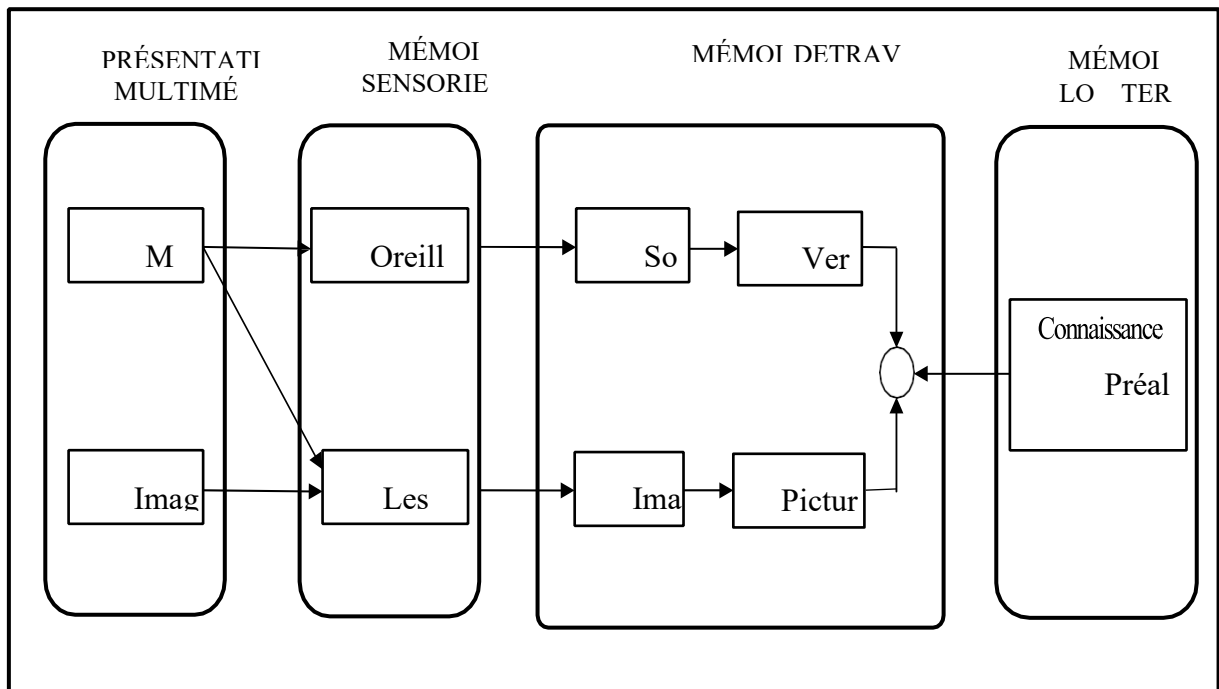 PRÉSENTATI
MULTIMÉ
MÉMOI
SENSORIE
MÉMOI DETRAV
MÉMOI
LO TER
M
Oreill
So
Ver
Connaissance
Préal
Imag
Les
Ima
Pictur